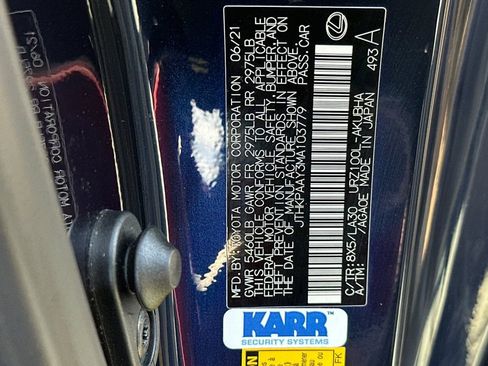 MFD.BY:TOYOTA MOTOR CORPORATION 06/21
GVWR 5460LB GAWR FR 2975LB RR 2975LB
THIS VEHICLE CONFORMS TO ALL APPLICABLE
FEDERAL MOTOR VEHICLE SAFETY, BUMPER, AND
THEFT PREVENTION STANDARDS IN EFFECT ON
THE DATE OF MANUFACTURE SHOWN ABOVE.
JTHKPAAY3MA103779 PASS.CAR
C/TR:8X5/LA30 URZ100L-AKUBHA
A/TM: /AGA0E MADE IN JAPAN
493 A
KARR
SECURITY SYSTEMS